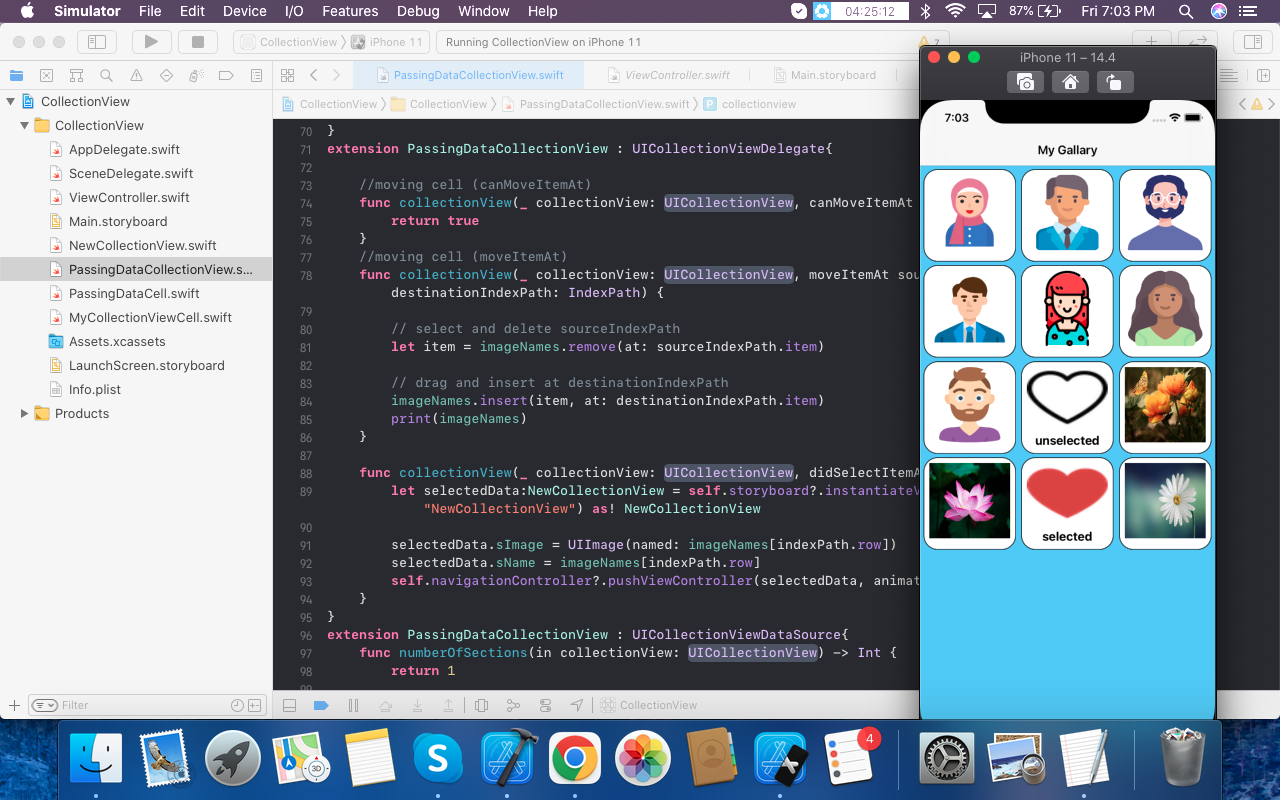 Simulator File Edit Device I/O Features Debug Window Help 04:25:12 87% Fri 7:03 PM
CollectionView iPhone 11 Running CollectionView on iPhone 11 7
PassingDataCollectionView.swift ViewController.swift Main.storyboard
CollectionView CollectionView PassingDataCollectionView.swift P collectionview
CollectionView
CollectionView
AppDelegate.swift
SceneDelegate.swift
ViewController.swift
Main.storyboard
NewCollectionView.swift
PassingDataCollectionView.s...
PassingDataCell.swift
MyCollectionViewCell.swift
Assets.xcassets
LaunchScreen.storyboard
Info.plist
Products
Filter
70 }
71 extension PassingDataCollectionView : UICollectionViewDelegate{
72
73 //moving cell (canMoveItemAt)
74 func collectionView(_ collectionView: UICollectionView, canMoveItemAt
75 return true
76 }
77 //moving cell (moveItemAt)
78 func collectionView(_ collectionView: UICollectionView, moveItemAt sou
destinationIndexPath: IndexPath) {
79
80 // select and delete sourceIndexPath
81 let item = imageNames.remove(at: sourceIndexPath.item)
82
83 // drag and insert at destinationIndexPath
84 imageNames.insert(item, at: destinationIndexPath.item)
85 print(imageNames)
86 }
87
88 func collectionView(_ collectionView: UICollectionView, didSelectItemA
89 let selectedData:NewCollectionView = self.storyboard?.instantiateV
"NewCollectionView") as! NewCollectionView
90
91 selectedData.sImage = UIImage(named: imageNames[indexPath.row])
92 selectedData.sName = imageNames[indexPath.row]
93 self.navigationController?.pushViewController(selectedData, animat
94 }
95 }
96 extension PassingDataCollectionView : UICollectionViewDataSource{
97 func numberOfSections(in collectionView: UICollectionView) -> Int {
98 return 1
99
CollectionView
iPhone 11 – 14.4
7:03
My Gallary
unselected
selected
3D
4